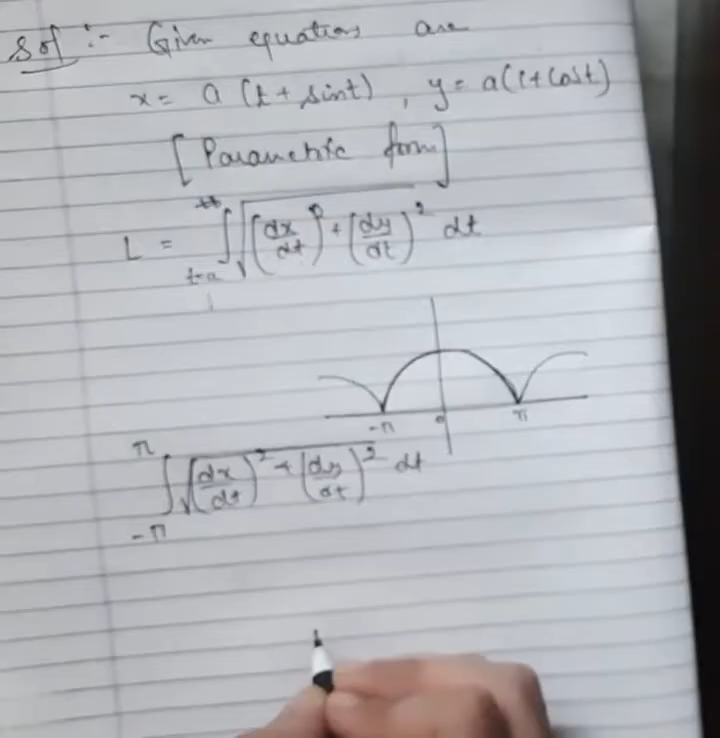 Sol :- Given equations are
x = a (t + sint) , y = a(1+cost)
[Parametric form]
L = ∫ √(dx/dt)² + (dy/dt)² dt
t=a
-π 0 π
π
∫ √(dx/dt)² + (dy/dt)² dt
-π